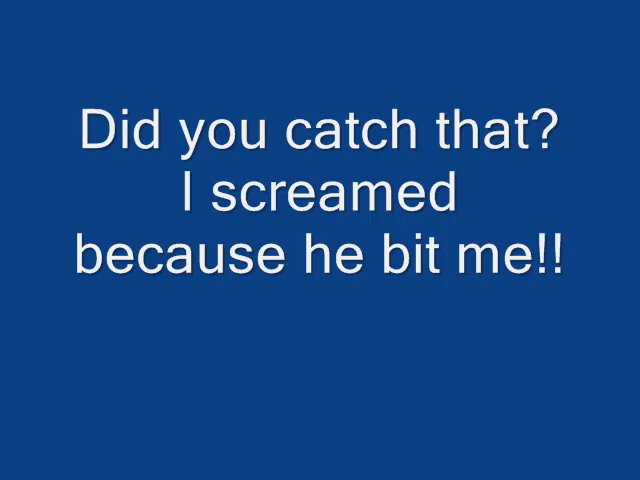 Did you catch that?
I screamed
because he bit me!!